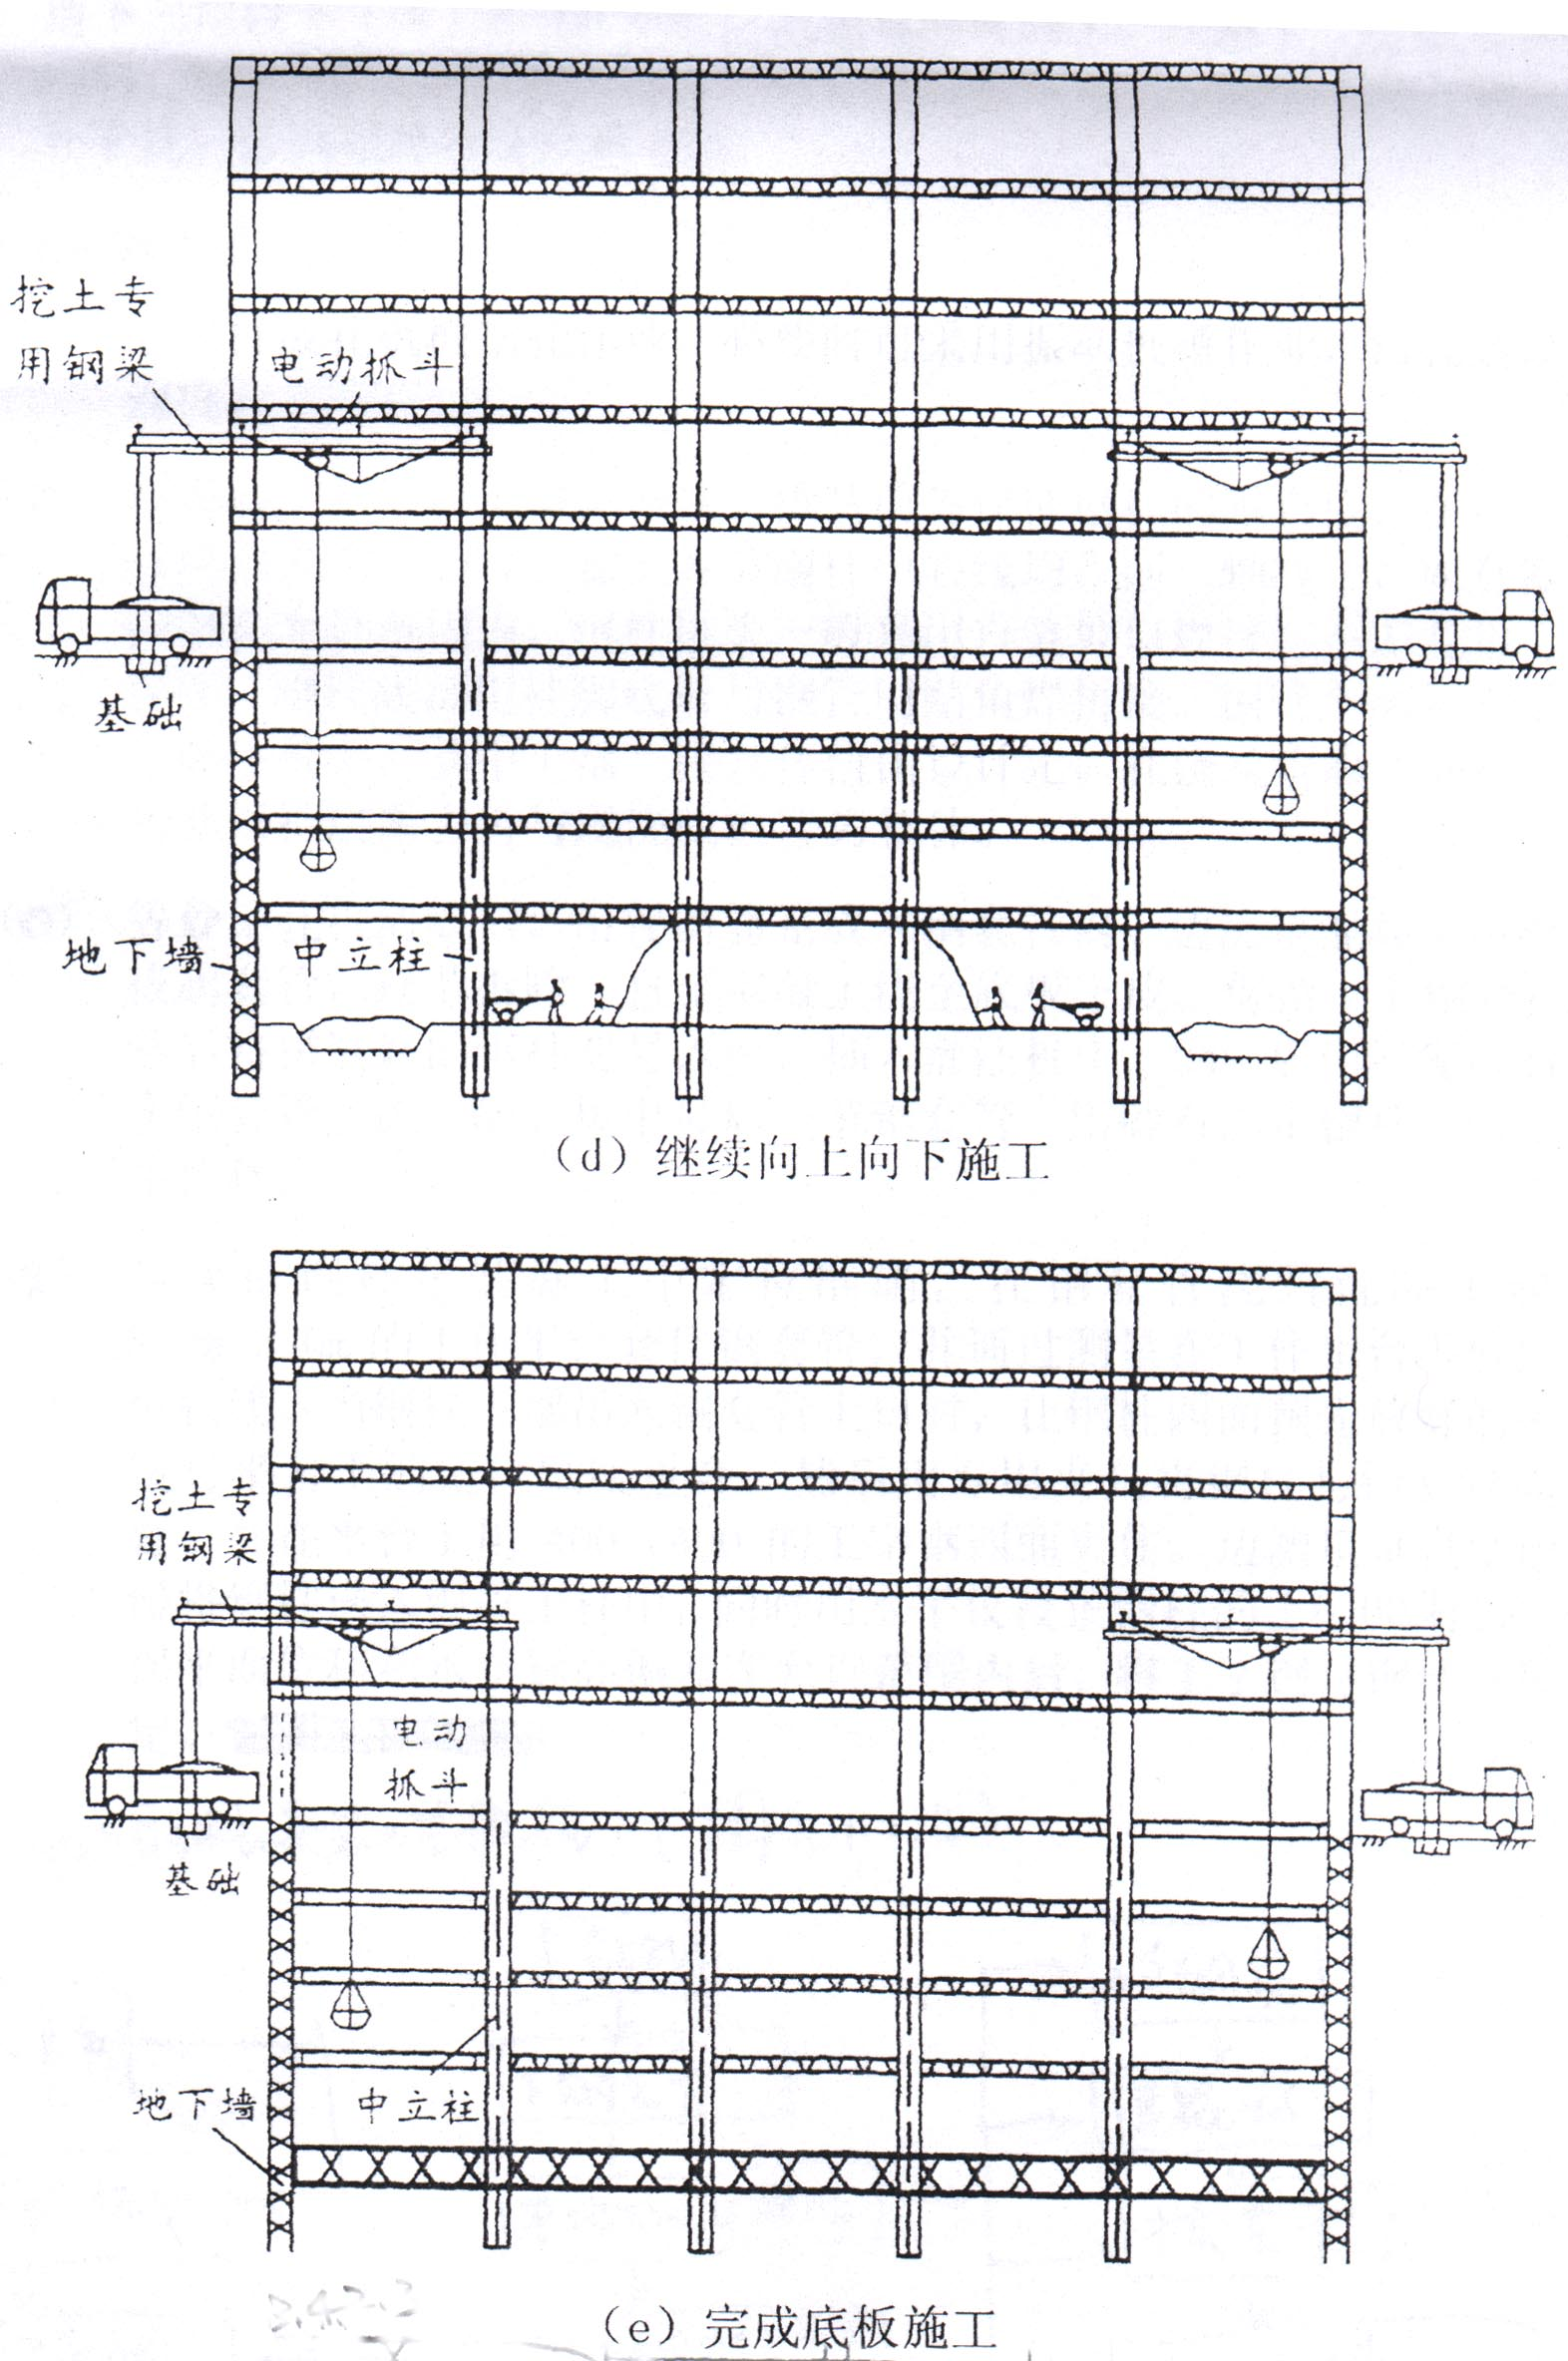 挖土专
用钢梁
电动抓斗
基础
地下墙
中立柱
(d) 继续向上向下施工
挖土专
用钢梁
电动
抓斗
基础
地下墙
中立柱
(e) 完成底板施工